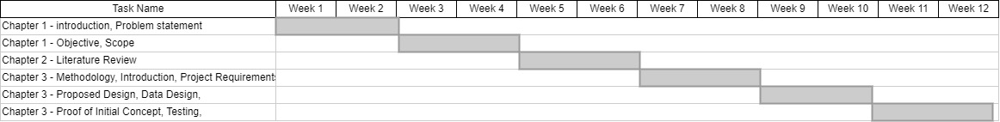 Task Name Week 1 Week 2 Week 3 Week 4 Week 5 Week 6 Week 7 Week 8 Week 9 Week 10 Week 11 Week 12
Chapter 1 - introduction, Problem statement
Chapter 1 - Objective, Scope
Chapter 2 - Literature Review
Chapter 3 - Methodology, Introduction, Project Requirements
Chapter 3 - Proposed Design, Data Design,
Chapter 3 - Proof of Initial Concept, Testing,